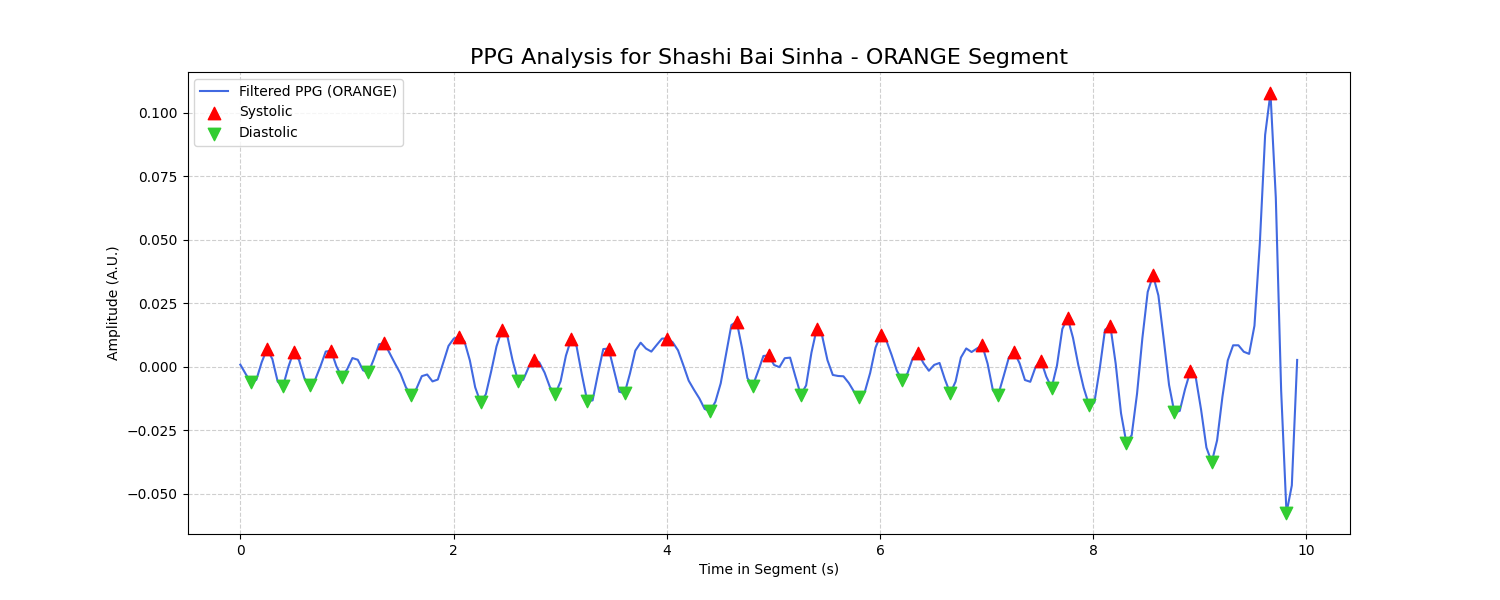 PPG Analysis for Shashi Bai Sinha - ORANGE Segment
Filtered PPG (ORANGE)
Systolic
Diastolic
Amplitude (A.U.)
0.100
0.075
0.050
0.025
0.000
−0.025
−0.050
0 2 4 6 8 10
Time in Segment (s)